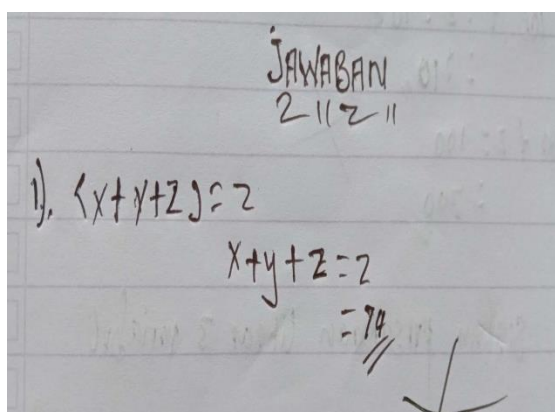 JAWABAN
2 11 2 11
1). (x+y+z) = 2
x+y+z = 2
= 74